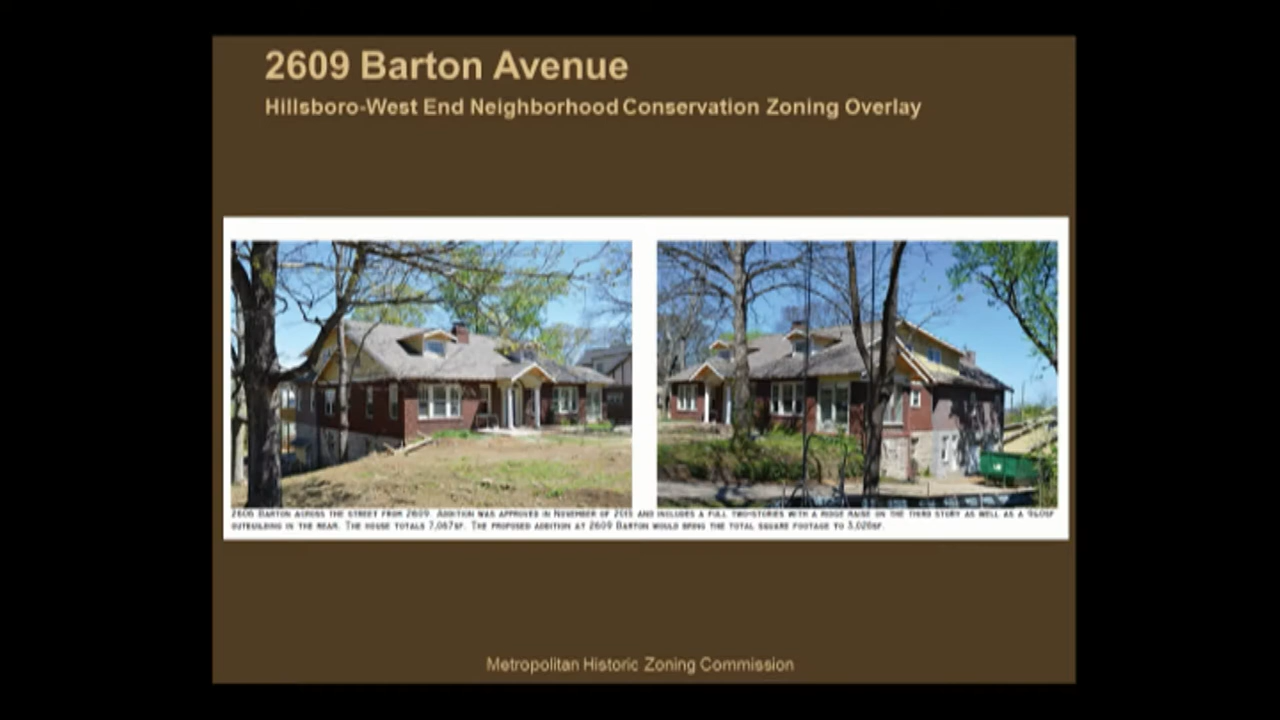 2609 Barton Avenue
Hillsboro-West End Neighborhood Conservation Zoning Overlay
2606 Barton across the street from 2609. Addition was approved in November of 2015 and includes a full two-stories with a ridge raise on the third story as well as a
outbuilding in the rear. The house totals 7,067sf. The proposed addition at 2609 Barton would bring the total square footage to 3,028sf.
Metropolitan Historic Zoning Commission